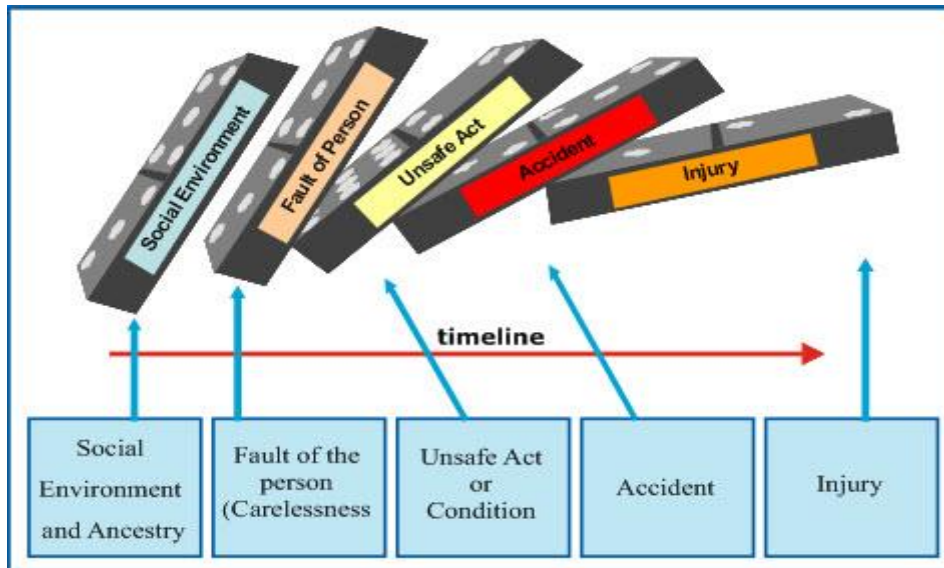 Social Environment
Fault of Person
Unsafe Act
Accident
Injury
timeline
Social
Environment
and Ancestry
Fault of the
person
(Carelessness
Unsafe Act
or
Condition
Accident
Injury